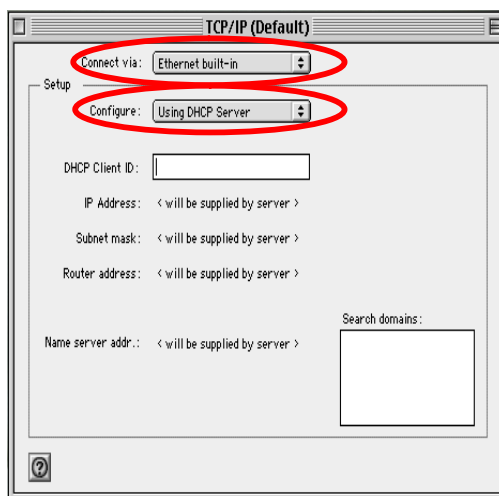 TCP/IP (Default)
Connect via: Ethernet built-in
Setup
Configure: Using DHCP Server
DHCP Client ID:
IP Address: < will be supplied by server >
Subnet mask: < will be supplied by server >
Router address: < will be supplied by server >
Search domains:
Name server addr.: < will be supplied by server >
?